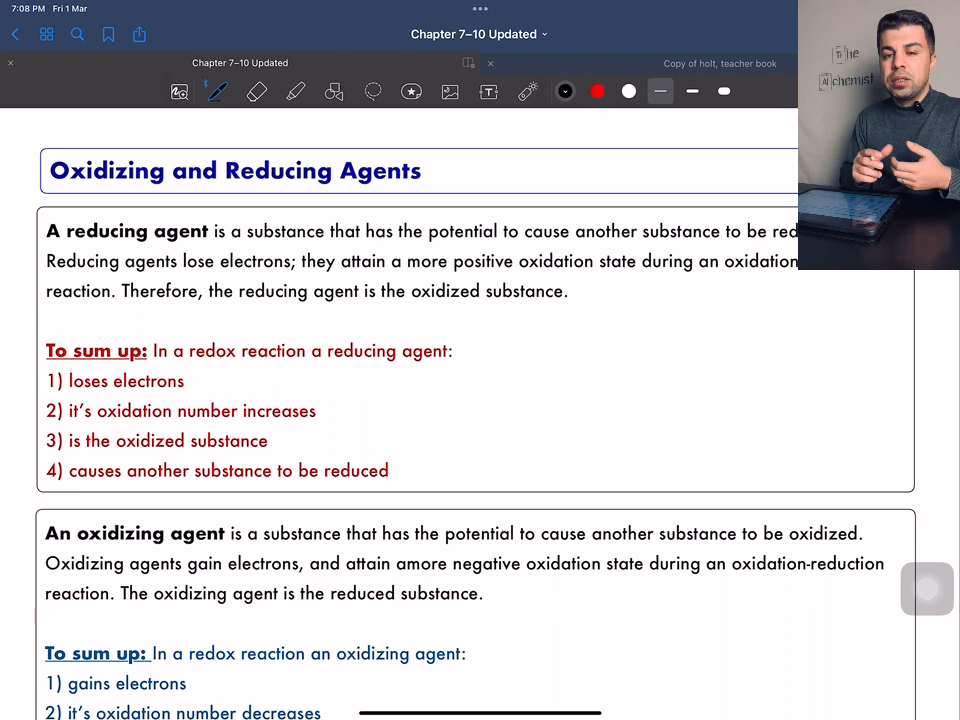 7:08 PM Fri 1 Mar
Chapter 7–10 Updated
Chapter 7–10 Updated
Copy of holt, teacher book
T
Ti he
Al chemist
Oxidizing and Reducing Agents
A reducing agent is a substance that has the potential to cause another substance to be red
Reducing agents lose electrons; they attain a more positive oxidation state during an oxidation
reaction. Therefore, the reducing agent is the oxidized substance.
To sum up: In a redox reaction a reducing agent:
1) loses electrons
2) it's oxidation number increases
3) is the oxidized substance
4) causes another substance to be reduced
An oxidizing agent is a substance that has the potential to cause another substance to be oxidized.
Oxidizing agents gain electrons, and attain amore negative oxidation state during an oxidation-reduction
reaction. The oxidizing agent is the reduced substance.
To sum up: In a redox reaction an oxidizing agent:
1) gains electrons
2) it's oxidation number decreases